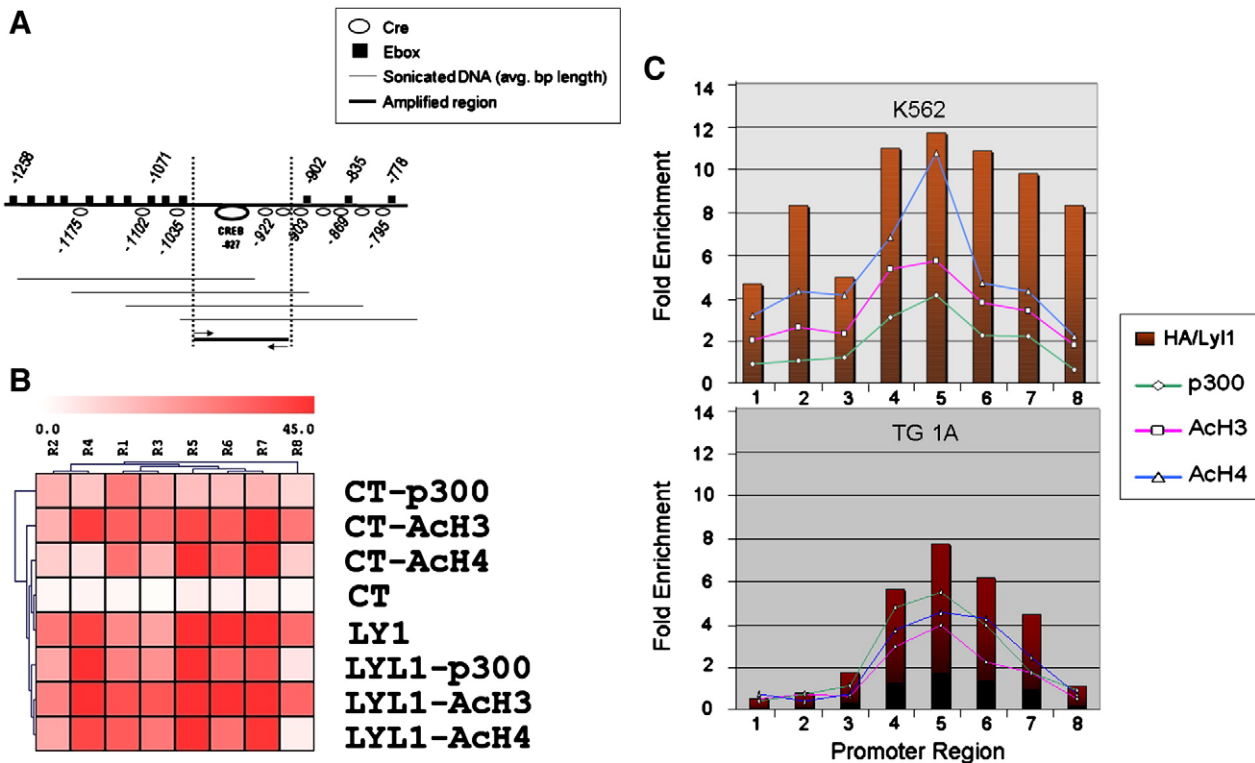 A
Cre
Ebox
Sonicated DNA (avg. bp length)
Amplified region
-1258
-1071
-902
-835
-778
-1175
-1102
-1035
CREB
-927
-922
-903
-869
-795
B
0.0
45.0
R2
R4
R1
R3
R5
R6
R7
R8
CT-p300
CT-AcH3
CT-AcH4
CT
LY1
LYL1-p300
LYL1-AcH3
LYL1-AcH4
C
K562
Fold Enrichment
14
12
10
8
6
4
2
0
1 2 3 4 5 6 7 8
TG 1A
Fold Enrichment
14
12
10
8
6
4
2
0
1 2 3 4 5 6 7 8
Promoter Region
HA/Lyl1
p300
AcH3
AcH4